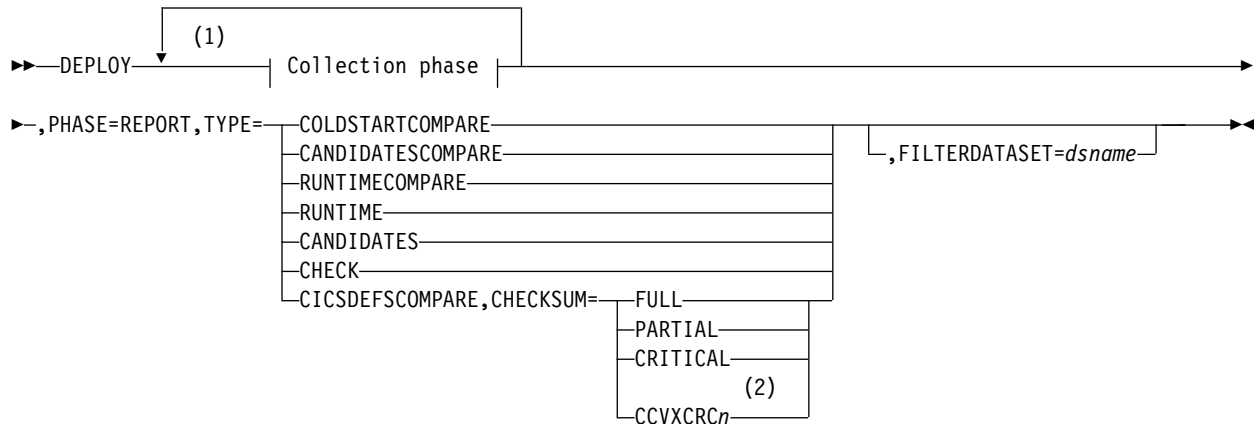 (1)
DEPLOY Collection phase
,PHASE=REPORT,TYPE= COLDSTARTCOMPARE
,FILTERDATASET=dsname
CANDIDATESCOMPARE
RUNTIMECOMPARE
RUNTIME
CANDIDATES
CHECK
CICSDEFSCOMPARE,CHECKSUM= FULL
PARTIAL
CRITICAL
(2)
CCVXCRCn